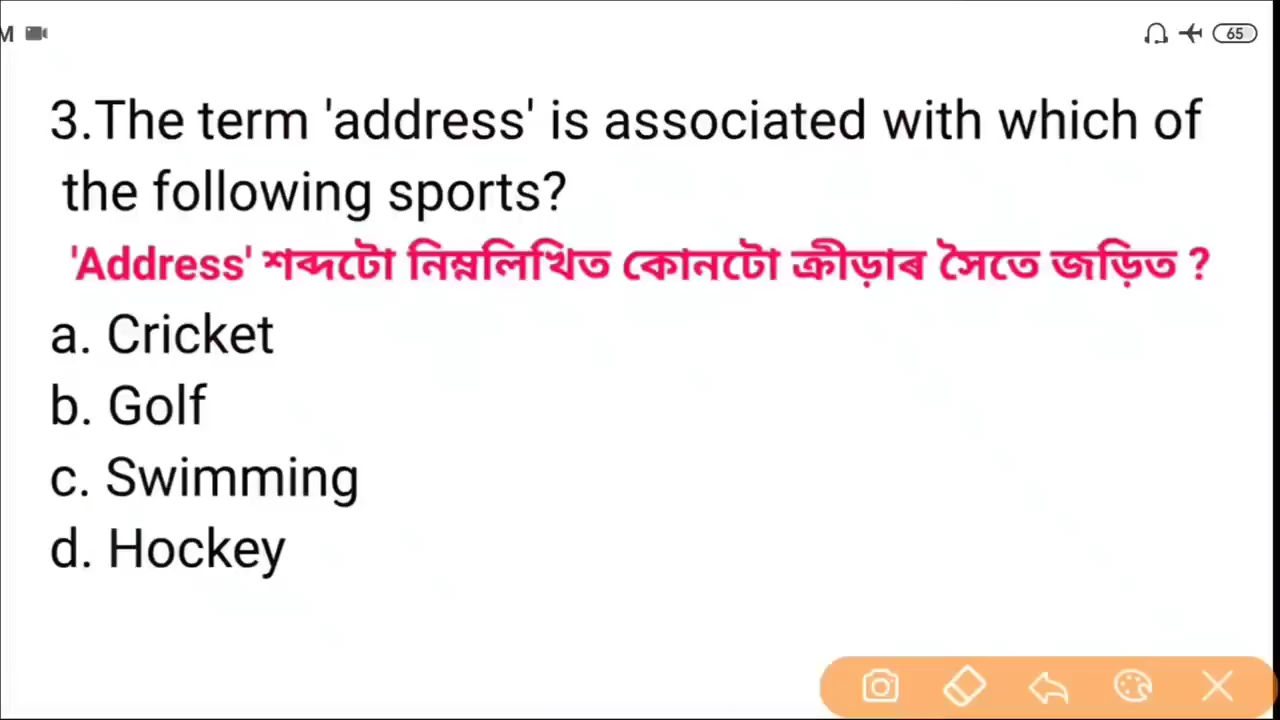 M
65
3.The term 'address' is associated with which of
the following sports?
'Address' শব্দটো নিম্নলিখিত কোনটো ক্ৰীড়াৰ সৈতে জড়িত ?
a. Cricket
b. Golf
c. Swimming
d. Hockey